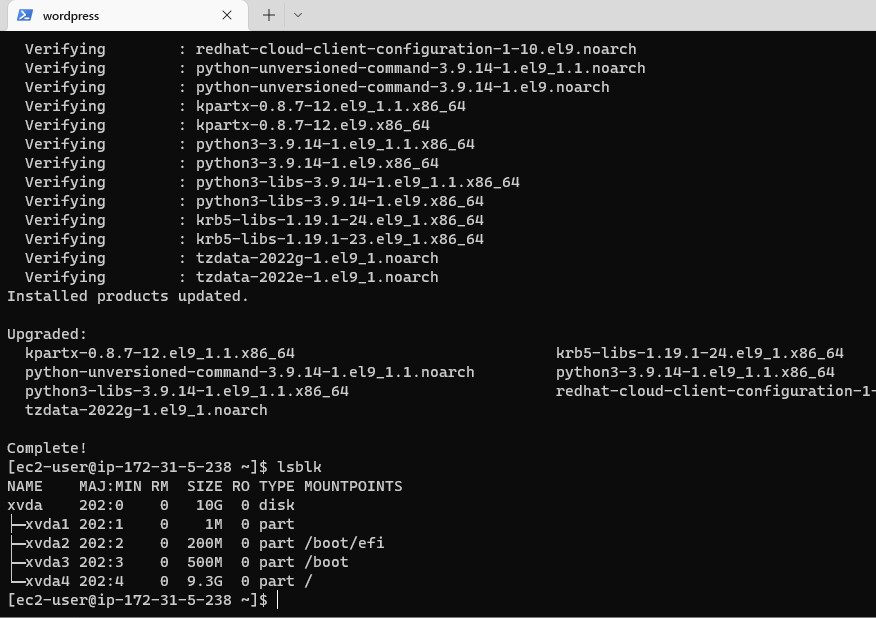 wordpress
Verifying : redhat-cloud-client-configuration-1-10.el9.noarch
Verifying : python-unversioned-command-3.9.14-1.el9_1.1.noarch
Verifying : python-unversioned-command-3.9.14-1.el9.noarch
Verifying : kpartx-0.8.7-12.el9_1.1.x86_64
Verifying : kpartx-0.8.7-12.el9.x86_64
Verifying : python3-3.9.14-1.el9_1.1.x86_64
Verifying : python3-3.9.14-1.el9.x86_64
Verifying : python3-libs-3.9.14-1.el9_1.1.x86_64
Verifying : python3-libs-3.9.14-1.el9.x86_64
Verifying : krb5-libs-1.19.1-24.el9_1.x86_64
Verifying : krb5-libs-1.19.1-23.el9_1.x86_64
Verifying : tzdata-2022g-1.el9_1.noarch
Verifying : tzdata-2022e-1.el9_1.noarch
Installed products updated.
Upgraded:
kpartx-0.8.7-12.el9_1.1.x86_64 krb5-libs-1.19.1-24.el9_1.x86_64
python-unversioned-command-3.9.14-1.el9_1.1.noarch python3-3.9.14-1.el9_1.1.x86_64
python3-libs-3.9.14-1.el9_1.1.x86_64 redhat-cloud-client-configuration-1-
tzdata-2022g-1.el9_1.noarch
Complete!
[ec2-user@ip-172-31-5-238 ~]$ lsblk
NAME MAJ:MIN RM SIZE RO TYPE MOUNTPOINTS
xvda 202:0 0 10G 0 disk
├─xvda1 202:1 0 1M 0 part
├─xvda2 202:2 0 200M 0 part /boot/efi
├─xvda3 202:3 0 500M 0 part /boot
└─xvda4 202:4 0 9.3G 0 part /
[ec2-user@ip-172-31-5-238 ~]$